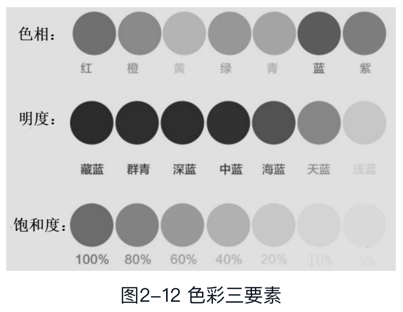 色相：
红 橙 黄 绿 青 蓝 紫
明度：
藏蓝 群青 深蓝 中蓝 海蓝 天蓝 浅蓝
饱和度：
100% 80% 60% 40% 20% 10% 5%
图2-12 色彩三要素